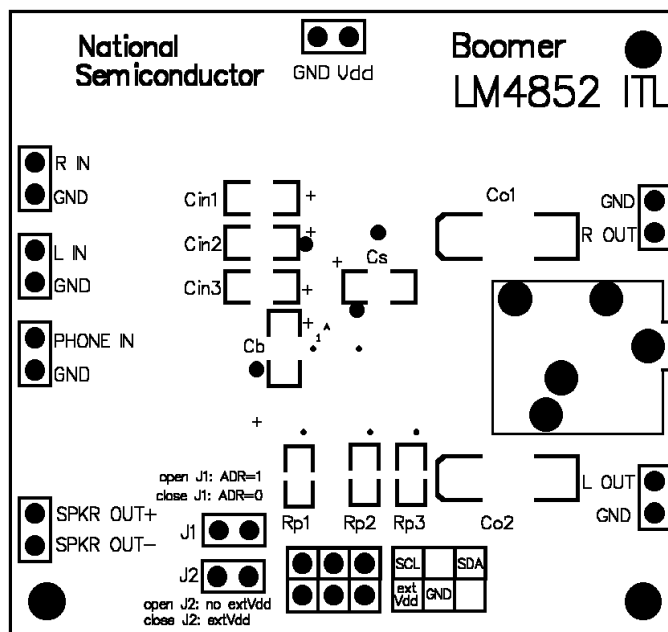 National
Semiconductor
GND Vdd
Boomer
LM4852 ITL
R IN
GND
L IN
GND
PHONE IN
GND
Cin1
Cin2
Cin3
Cs
Cb
1 A
Co1
GND
R OUT
open J1: ADR=1
close J1: ADR=0
SPKR OUT+
SPKR OUT-
J1
J2
open J2: no extVdd
close J2: extVdd
Rp1
Rp2
Rp3
Co2
L OUT
GND
SCL
SDA
ext
Vdd
GND